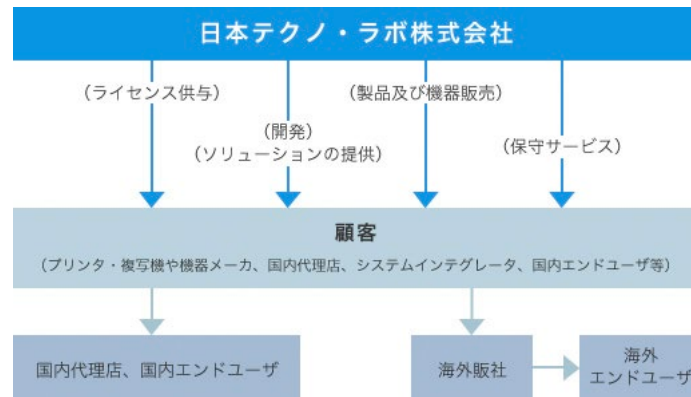 日本テクノ・ラボ株式会社
(ライセンス供与)
(製品及び機器販売)
(開発)
(ソリューションの提供)
(保守サービス)
顧客
(プリンタ・複写機や機器メーカ、国内代理店、システムインテグレータ、国内エンドユーザ等)
国内代理店、国内エンドユーザ
海外販社
海外
エンドユーザ